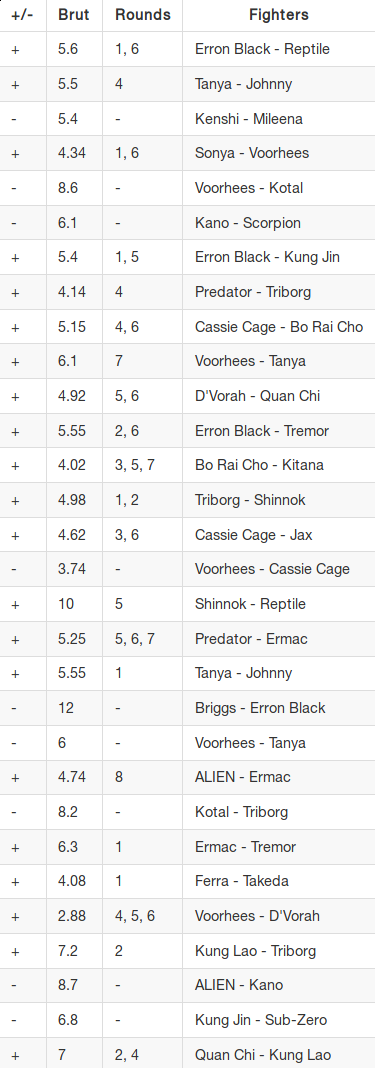 +/- Brut Rounds Fighters
+ 5.6 1, 6 Erron Black - Reptile
+ 5.5 4 Tanya - Johnny
- 5.4 - Kenshi - Mileena
+ 4.34 1, 6 Sonya - Voorhees
- 8.6 - Voorhees - Kotal
- 6.1 - Kano - Scorpion
+ 5.4 1, 5 Erron Black - Kung Jin
+ 4.14 4 Predator - Triborg
+ 5.15 4, 6 Cassie Cage - Bo Rai Cho
+ 6.1 7 Voorhees - Tanya
+ 4.92 5, 6 D'Vorah - Quan Chi
+ 5.55 2, 6 Erron Black - Tremor
+ 4.02 3, 5, 7 Bo Rai Cho - Kitana
+ 4.98 1, 2 Triborg - Shinnok
+ 4.62 3, 6 Cassie Cage - Jax
- 3.74 - Voorhees - Cassie Cage
+ 10 5 Shinnok - Reptile
+ 5.25 5, 6, 7 Predator - Ermac
+ 5.55 1 Tanya - Johnny
- 12 - Briggs - Erron Black
- 6 - Voorhees - Tanya
+ 4.74 8 ALIEN - Ermac
- 8.2 - Kotal - Triborg
+ 6.3 1 Ermac - Tremor
+ 4.08 1 Ferra - Takeda
+ 2.88 4, 5, 6 Voorhees - D'Vorah
+ 7.2 2 Kung Lao - Triborg
- 8.7 - ALIEN - Kano
- 6.8 - Kung Jin - Sub-Zero
+ 7 2, 4 Quan Chi - Kung Lao